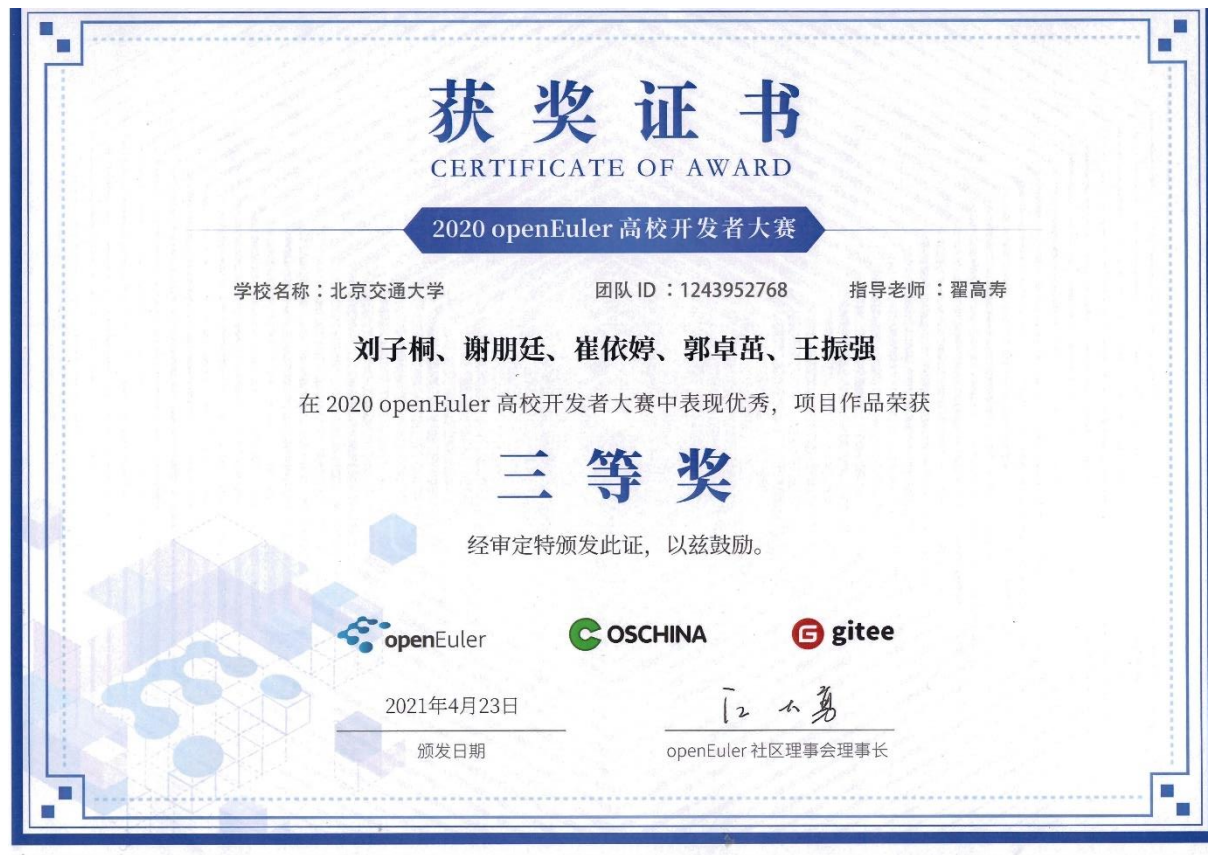 获奖证书
CERTIFICATE OF AWARD
2020 openEuler 高校开发者大赛
学校名称：北京交通大学 团队 ID ：1243952768 指导老师 ：翟高寿
刘子桐、谢朋廷、崔依婷、郭卓茁、王振强
在 2020 openEuler 高校开发者大赛中表现优秀，项目作品荣获
三等奖
经审定特颁发此证，以兹鼓励。
openEuler OSCHINA gitee
2021年4月23日 江大勇
颁发日期 openEuler 社区理事会理事长